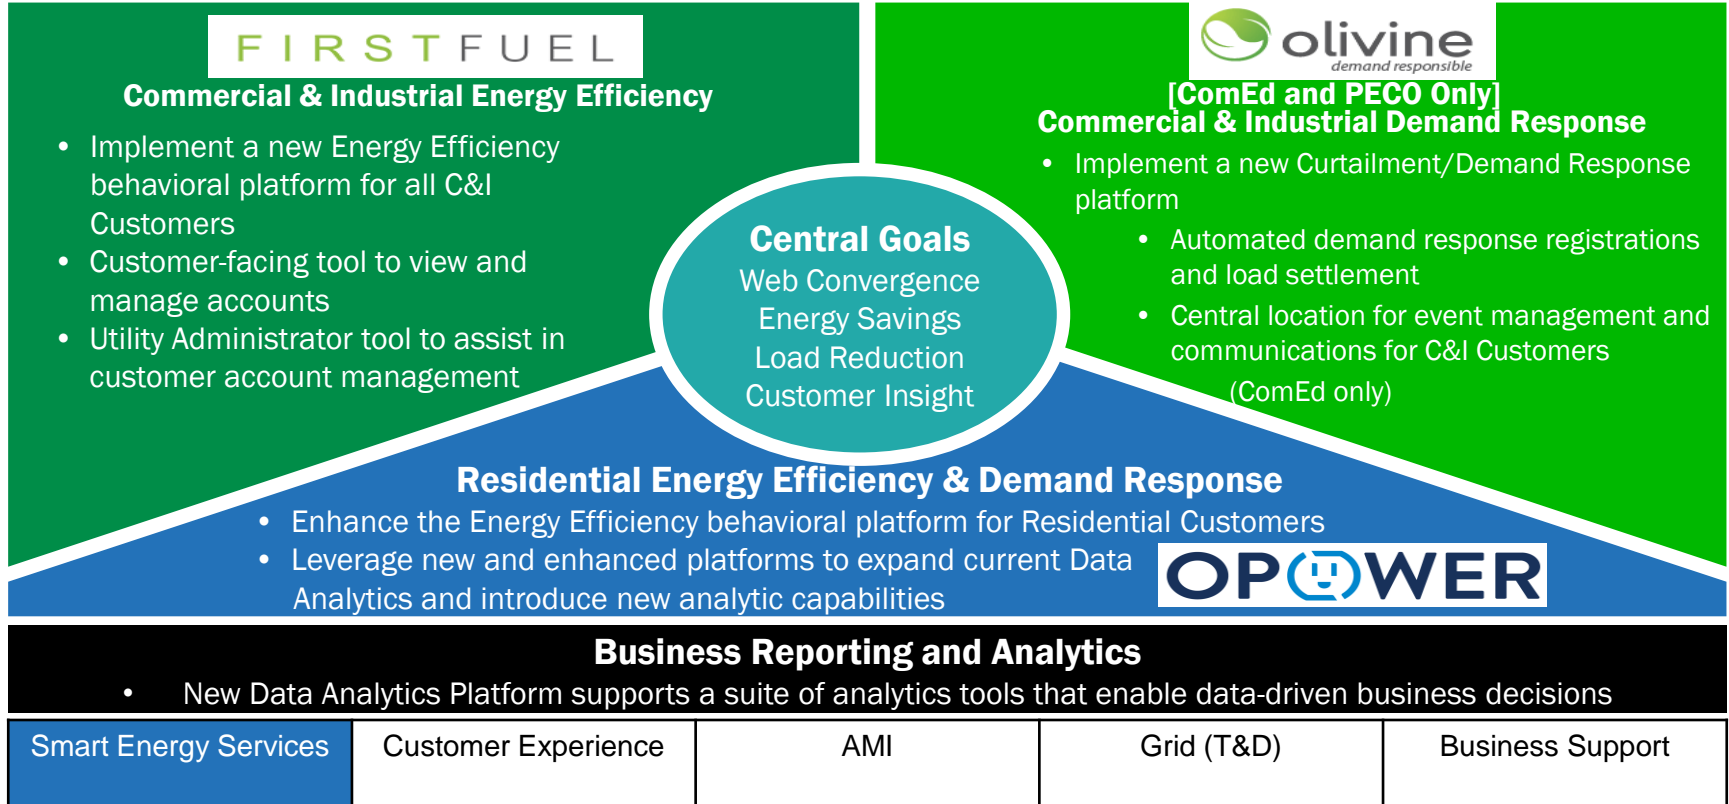 FIRSTFUEL
Commercial & Industrial Energy Efficiency
• Implement a new Energy Efficiency
behavioral platform for all C&I
Customers
• Customer-facing tool to view and
manage accounts
• Utility Administrator tool to assist in
customer account management
olivine
demand responsible
[ComEd and PECO Only]
Commercial & Industrial Demand Response
• Implement a new Curtailment/Demand Response
platform
• Automated demand response registrations
and load settlement
• Central location for event management and
communications for C&I Customers
(ComEd only)
Central Goals
Web Convergence
Energy Savings
Load Reduction
Customer Insight
Residential Energy Efficiency & Demand Response
• Enhance the Energy Efficiency behavioral platform for Residential Customers
• Leverage new and enhanced platforms to expand current Data
Analytics and introduce new analytic capabilities
OPOWER
Business Reporting and Analytics
• New Data Analytics Platform supports a suite of analytics tools that enable data-driven business decisions
Smart Energy Services
Customer Experience
AMI
Grid (T&D)
Business Support